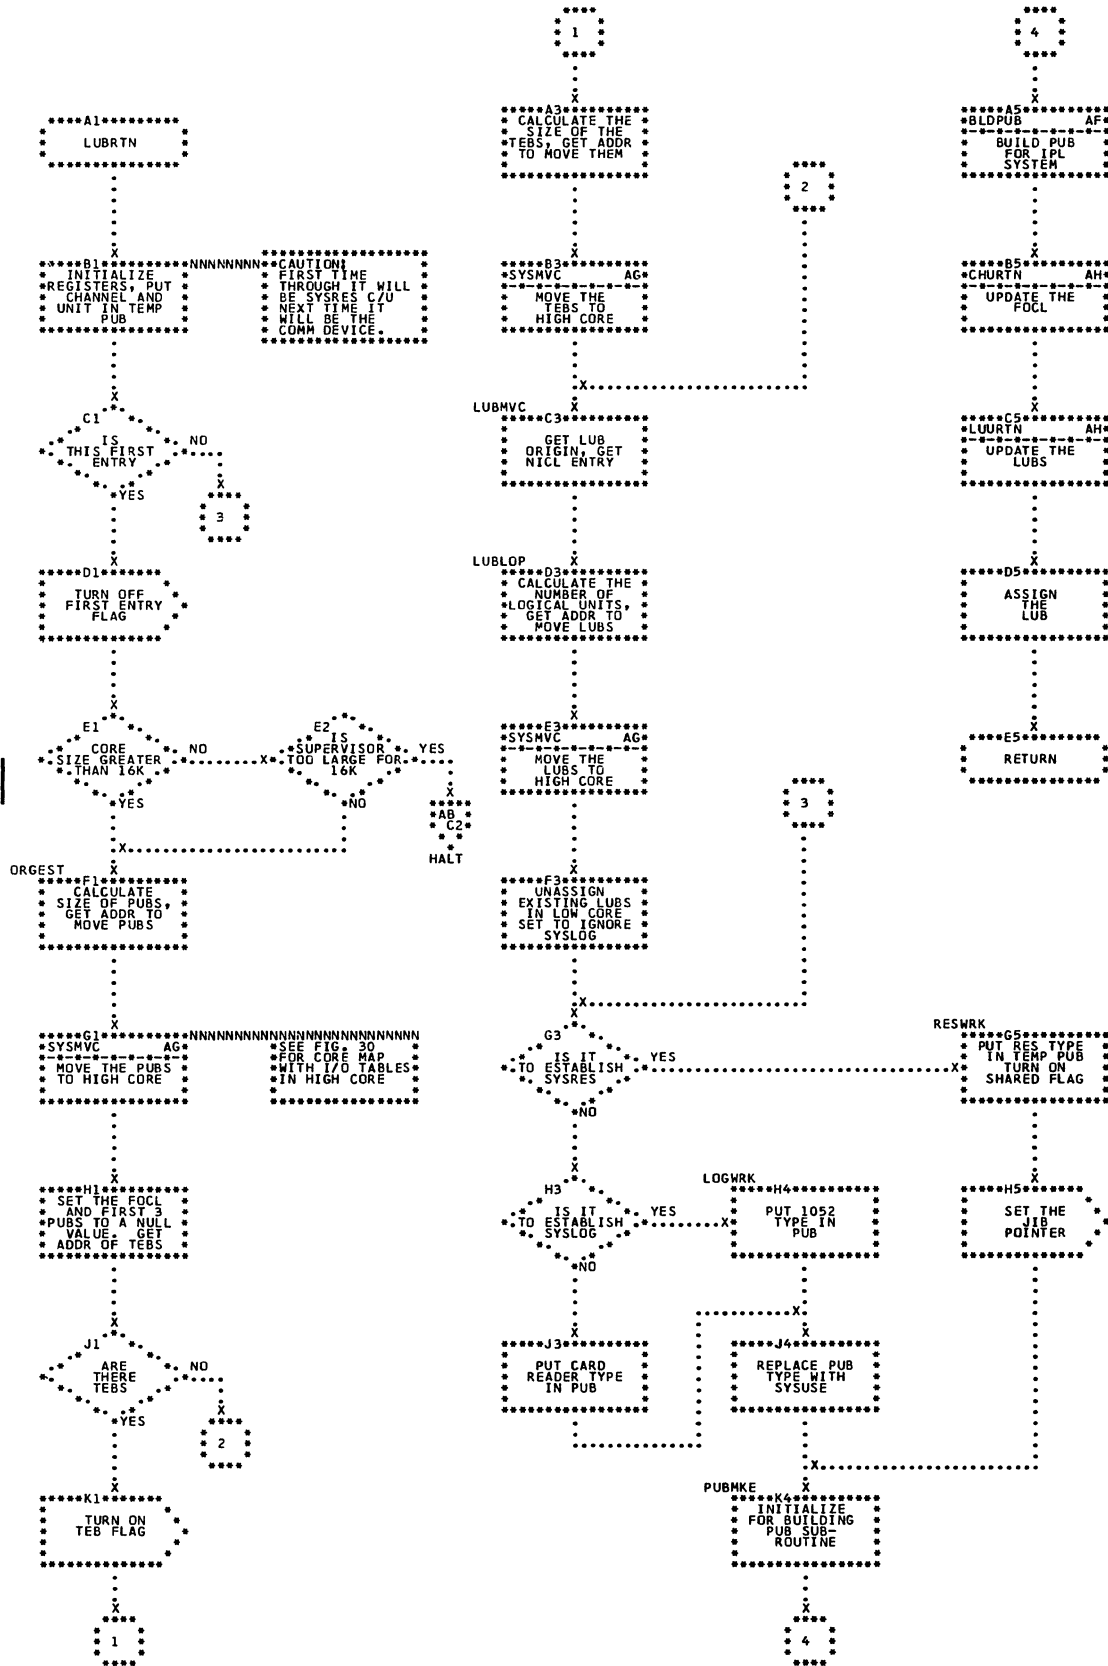 1
4
A1
LUBRTN
A3
CALCULATE THE
SIZE OF THE
TEBS, GET ADDR
TO MOVE THEM
A5
BLDPUB AF
BUILD PUB
FOR IPL
SYSTEM
2
B1
INITIALIZE
REGISTERS, PUT
CHANNEL AND
UNIT IN TEMP
PUB
NNNNNNNN
CAUTION:
FIRST TIME
THROUGH IT WILL
BE SYSRES C/U
NEXT TIME IT
WILL BE THE
COMM DEVICE.
B3
SYSMVC AG
MOVE THE
TEBS TO
HIGH CORE
B5
CHURTN AH
UPDATE THE
FOCL
C1
IS
THIS FIRST
ENTRY
NO
YES
3
LUBMVC
C3
GET LUB
ORIGIN, GET
NICL ENTRY
C5
LUURTN AH
UPDATE THE
LUBS
D1
TURN OFF
FIRST ENTRY
FLAG
LUBLOP
D3
CALCULATE THE
NUMBER OF
LOGICAL UNITS,
GET ADDR TO
MOVE LUBS
D5
ASSIGN
THE
LUB
E1
CORE
SIZE GREATER
THAN 16K
NO
YES
E2
IS
SUPERVISOR
TOO LARGE FOR
16K
YES
NO
AB
C2
HALT
E3
SYSMVC AG
MOVE THE
LUBS TO
HIGH CORE
E5
RETURN
3
ORGEST
F1
CALCULATE
SIZE OF PUBS,
GET ADDR TO
MOVE PUBS
F3
UNASSIGN
EXISTING LUBS
IN LOW CORE
SET TO IGNORE
SYSLOG
G1
SYSMVC AG
MOVE THE PUBS
TO HIGH CORE
NNNNNNNNNNNNNNNNNNNNNNNNNN
SEE FIG. 30
FOR CORE MAP
WITH I/O TABLES
IN HIGH CORE
G3
IS IT
TO ESTABLISH
SYSRES
YES
NO
RESWRK
G5
PUT RES TYPE
IN TEMP PUB
TURN ON
SHARED FLAG
H1
SET THE FOCL
AND FIRST 3
PUBS TO A NULL
VALUE. GET
ADDR OF TEBS
H3
IS IT
TO ESTABLISH
SYSLOG
YES
NO
LOGWRK
H4
PUT 1052
TYPE IN
PUB
H5
SET THE
JIB
POINTER
J1
ARE
THERE
TEBS
NO
YES
2
J3
PUT CARD
READER TYPE
IN PUB
J4
REPLACE PUB
TYPE WITH
SYSUSE
K1
TURN ON
TEB FLAG
PUBMKE
K4
INITIALIZE
FOR BUILDING
PUB SUB-
ROUTINE
1
4